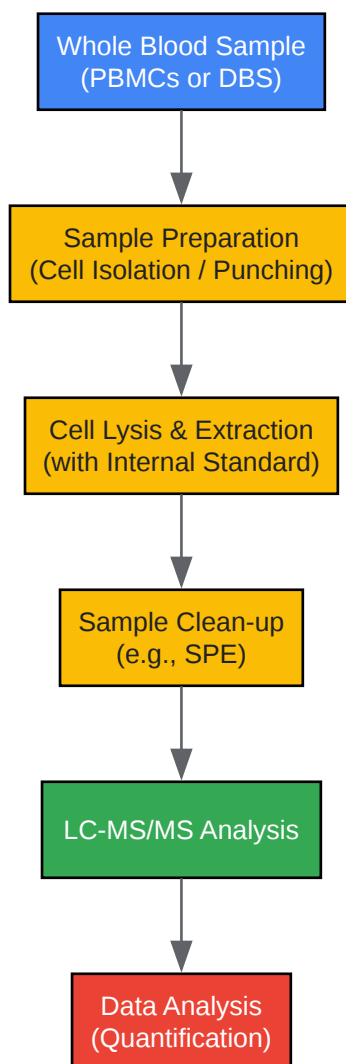 Whole Blood Sample
(PBMCs or DBS)
Sample Preparation
(Cell Isolation / Punching)
Cell Lysis & Extraction
(with Internal Standard)
Sample Clean-up
(e.g., SPE)
LC-MS/MS Analysis
Data Analysis
(Quantification)